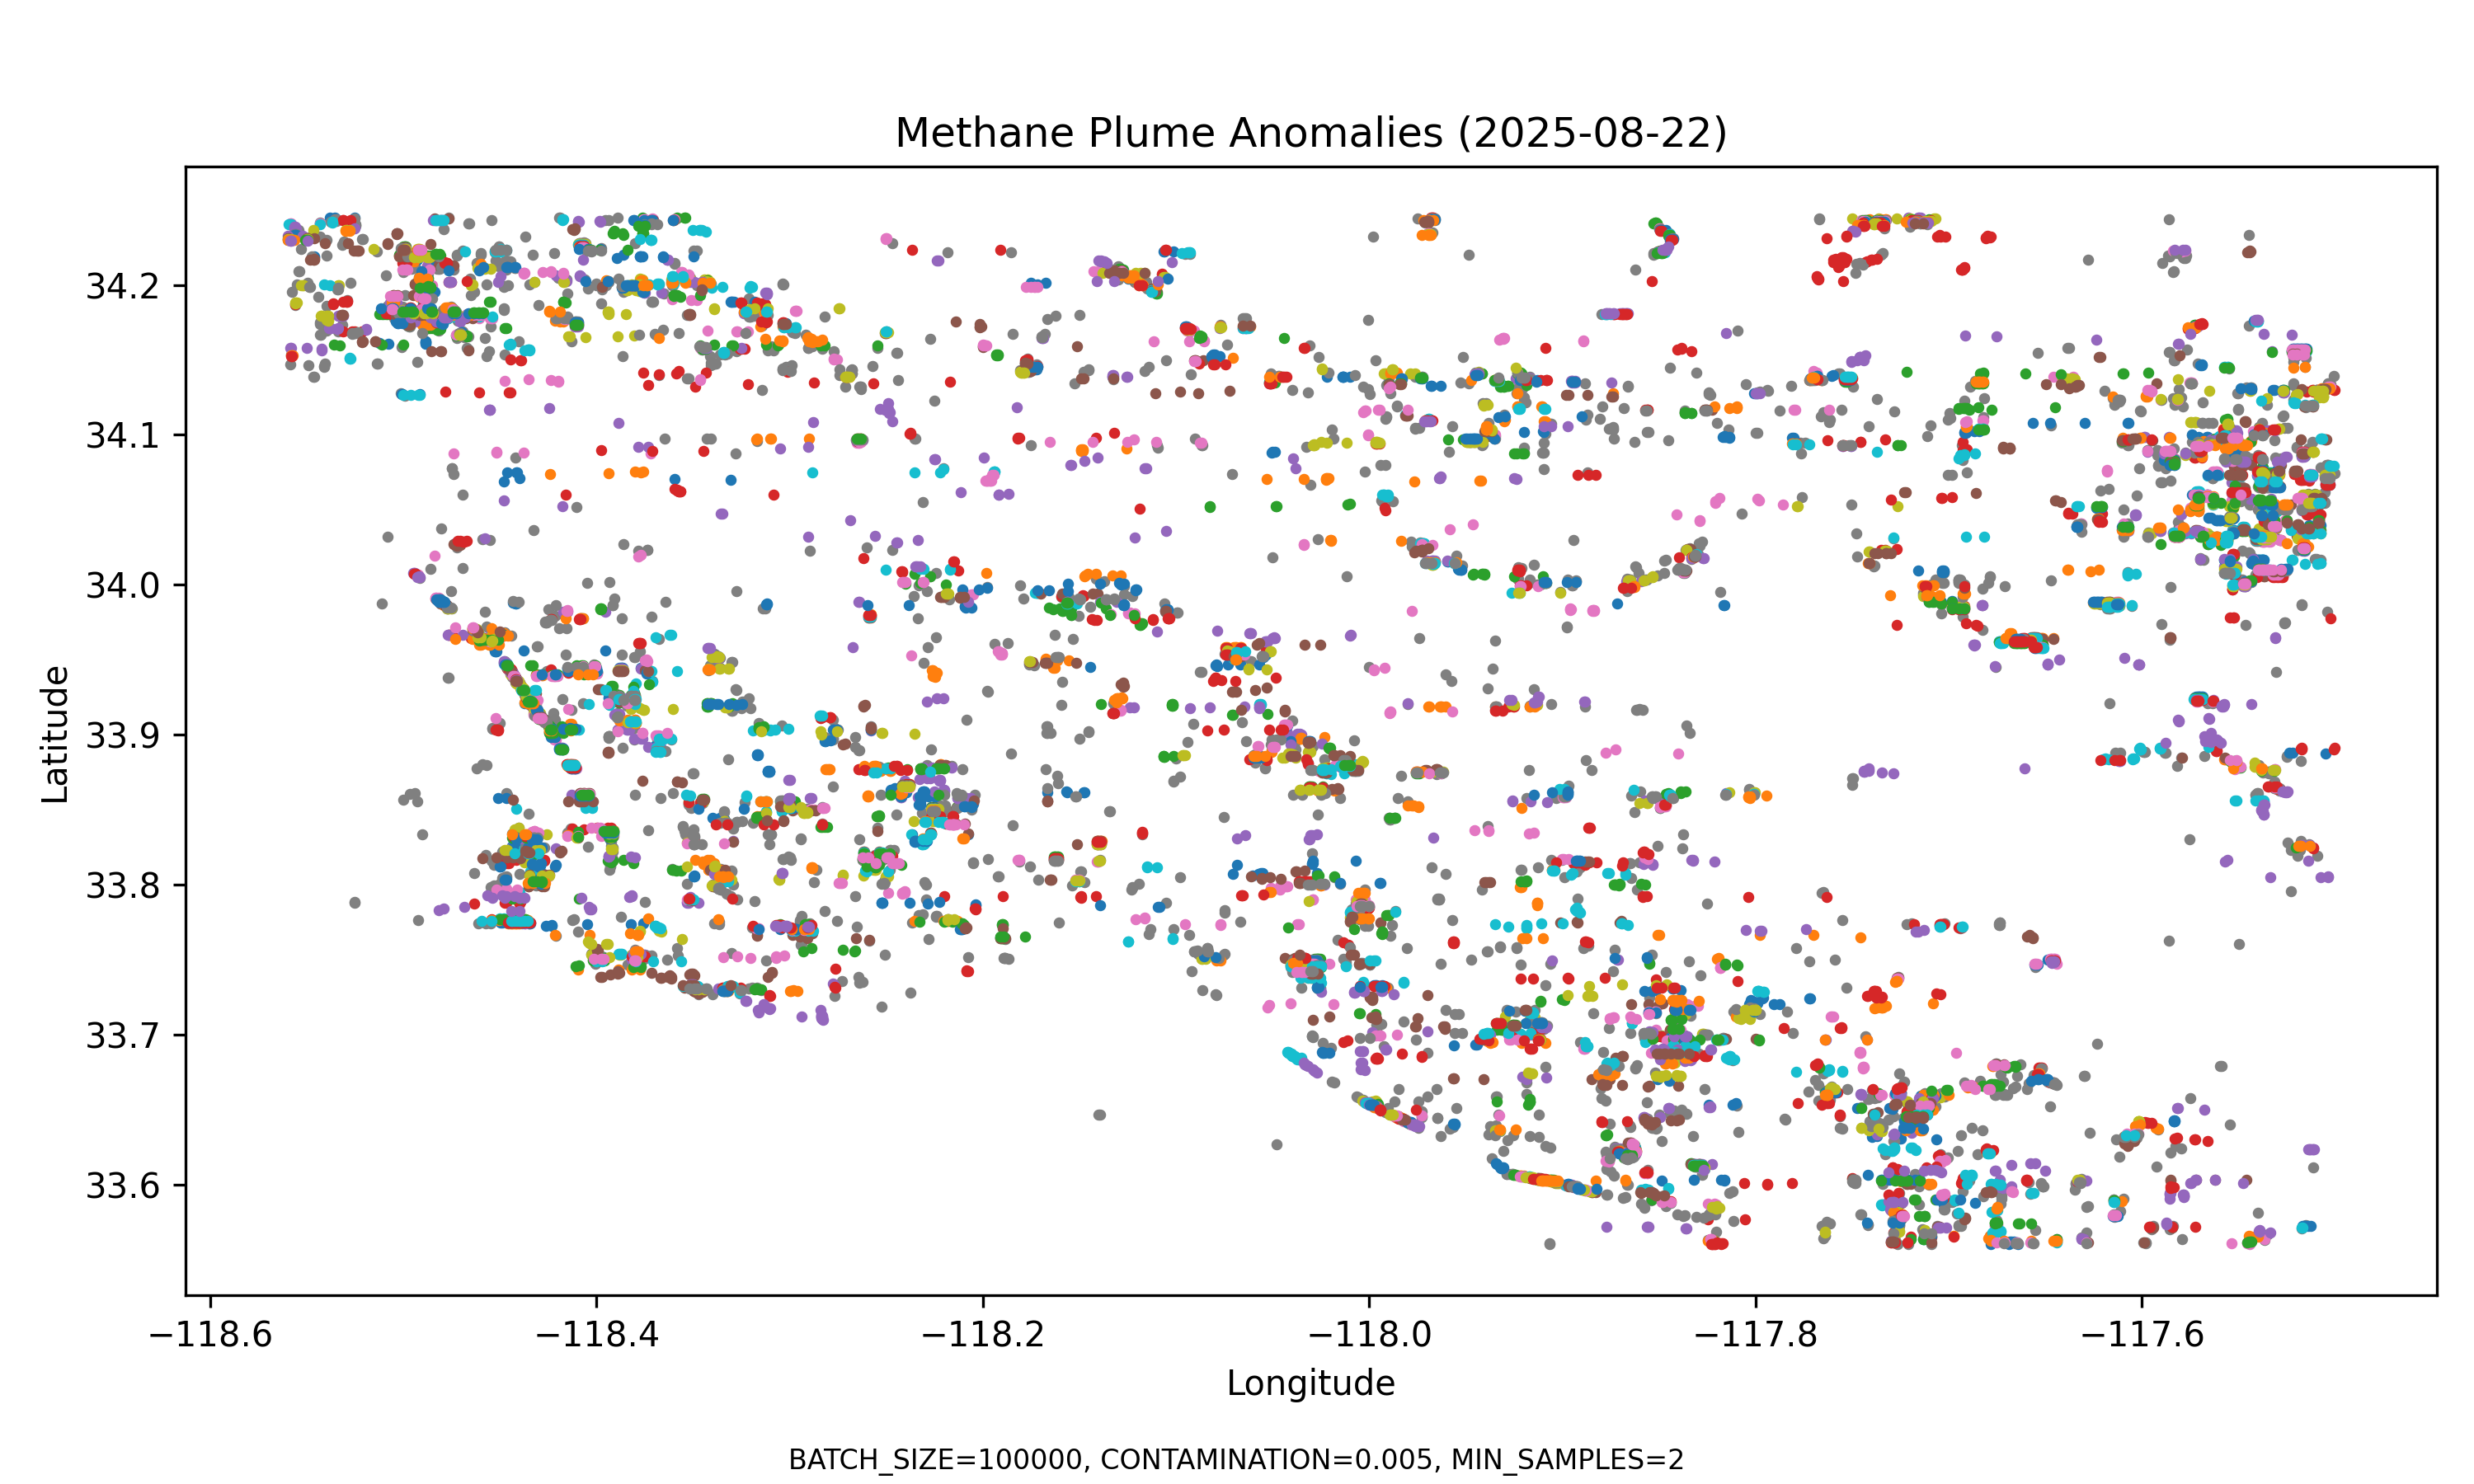 Methane Plume Anomalies (2025-08-22)
34.2
34.1
34.0
33.9
33.8
33.7
33.6
Latitude
−118.6 −118.4 −118.2 −118.0 −117.8 −117.6
Longitude
BATCH_SIZE=100000, CONTAMINATION=0.005, MIN_SAMPLES=2